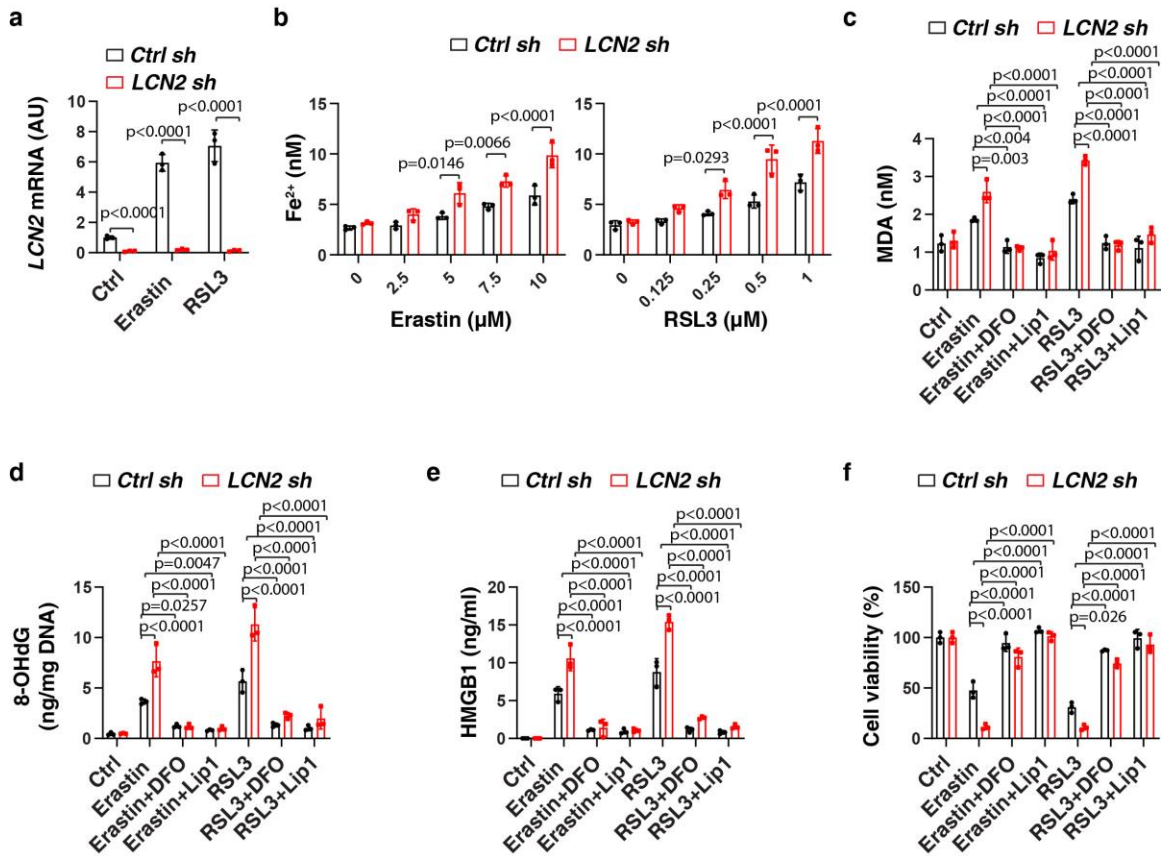 a
Ctrl sh
LCN2 sh
LCN2 mRNA (AU)
10
8
6
4
2
0
p<0.0001
p<0.0001
p<0.0001
Ctrl
Erastin
RSL3
b
Ctrl sh LCN2 sh
Fe²⁺ (nM)
15
10
5
0
p=0.0146
p=0.0066
p<0.0001
0 2.5 5 7.5 10
Erastin (µM)
15
10
5
0
p=0.0293
p<0.0001
p<0.0001
0 0.125 0.25 0.5 1
RSL3 (µM)
c
Ctrl sh LCN2 sh
MDA (nM)
4
3
2
1
0
p<0.0001
p<0.0001
p<0.0001
p<0.0001
p<0.0001
p<0.0001
p<0.0001
p<0.004
p<0.0001
p=0.003
Ctrl
Erastin
Erastin+DFO
Erastin+Lip1
RSL3
RSL3+DFO
RSL3+Lip1
d
Ctrl sh LCN2 sh
8-OHdG
(ng/mg DNA)
15
10
5
0
p<0.0001
p<0.0001
p<0.0001
p<0.0001
p=0.0047
p<0.0001
p<0.0001
p<0.0001
p=0.0257
p<0.0001
Ctrl
Erastin
Erastin+DFO
Erastin+Lip1
RSL3
RSL3+DFO
RSL3+Lip1
e
Ctrl sh LCN2 sh
HMGB1 (ng/ml)
20
15
10
5
0
p<0.0001
p<0.0001
p<0.0001
p<0.0001
p<0.0001
p<0.0001
p<0.0001
p<0.0001
p<0.0001
p<0.0001
Ctrl
Erastin
Erastin+DFO
Erastin+Lip1
RSL3
RSL3+DFO
RSL3+Lip1
f
Ctrl sh LCN2 sh
Cell viability (%)
150
100
50
0
p<0.0001
p<0.0001
p<0.0001
p<0.0001
p<0.0001
p<0.0001
p<0.0001
p<0.0001
p<0.0001
p=0.026
Ctrl
Erastin
Erastin+DFO
Erastin+Lip1
RSL3
RSL3+DFO
RSL3+Lip1